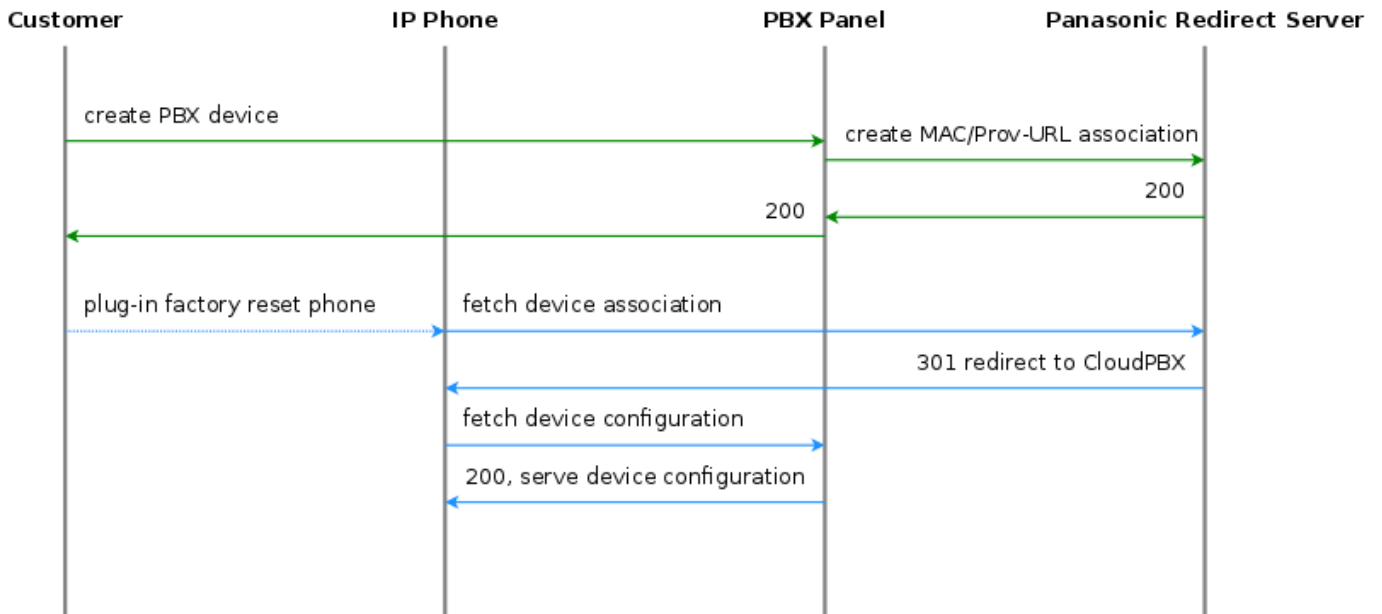 Customer IP Phone PBX Panel Panasonic Redirect Server
create PBX device
create MAC/Prov-URL association
200
200
plug-in factory reset phone fetch device association
301 redirect to CloudPBX
fetch device configuration
200, serve device configuration